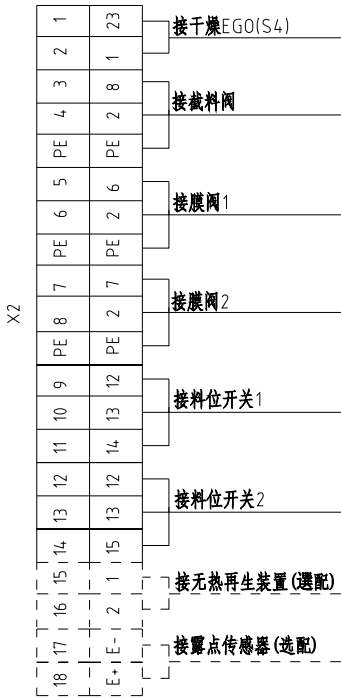 X2
1 23
2 1
接干燥EGO(S4)
3 8
4 2
PE PE
接截料阀
5 6
6 2
PE PE
接膜阀1
7 7
8 2
PE PE
接膜阀2
9 12
10 13
11 14
接料位开关1
12 12
13 13
14 15
接料位开关2
15 1
16 2
接无热再生装置(選配)
17 E-
18 E+
接露点传感器(选配)